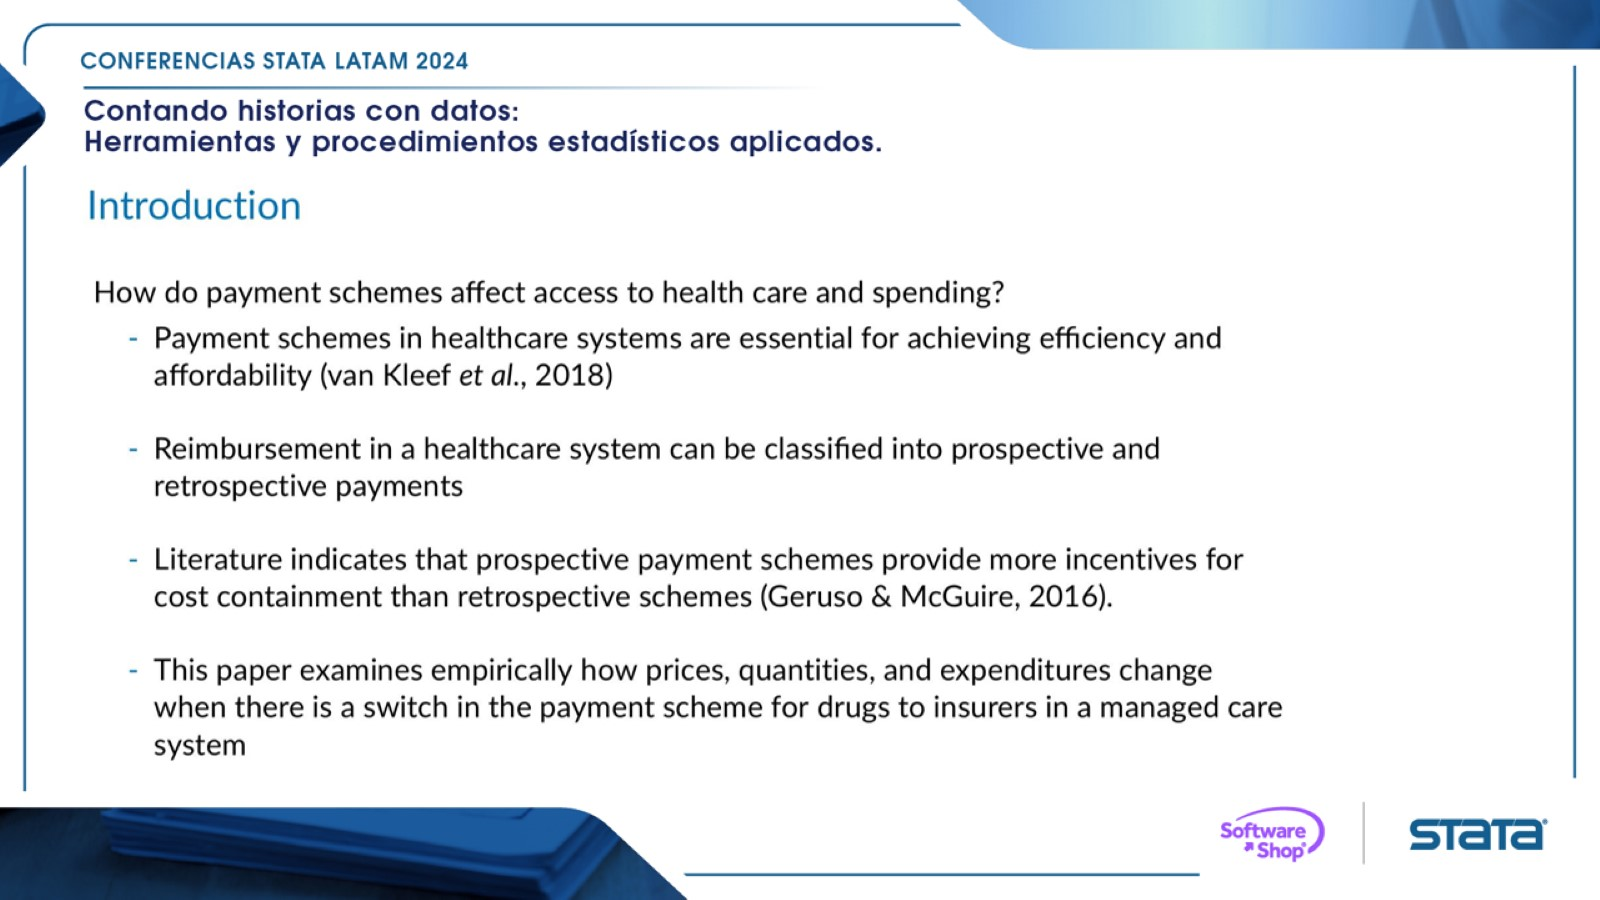 CONFERENCIAS STATA LATAM 2024
Contando historias con datos:
Herramientas y procedimientos estadísticos aplicados.
Introduction
How do payment schemes affect access to health care and spending?
- Payment schemes in healthcare systems are essential for achieving efficiency and
affordability (van Kleef et al., 2018)
- Reimbursement in a healthcare system can be classified into prospective and
retrospective payments
- Literature indicates that prospective payment schemes provide more incentives for
cost containment than retrospective schemes (Geruso & McGuire, 2016).
- This paper examines empirically how prices, quantities, and expenditures change
when there is a switch in the payment scheme for drugs to insurers in a managed care
system
Software
Shop
STATA